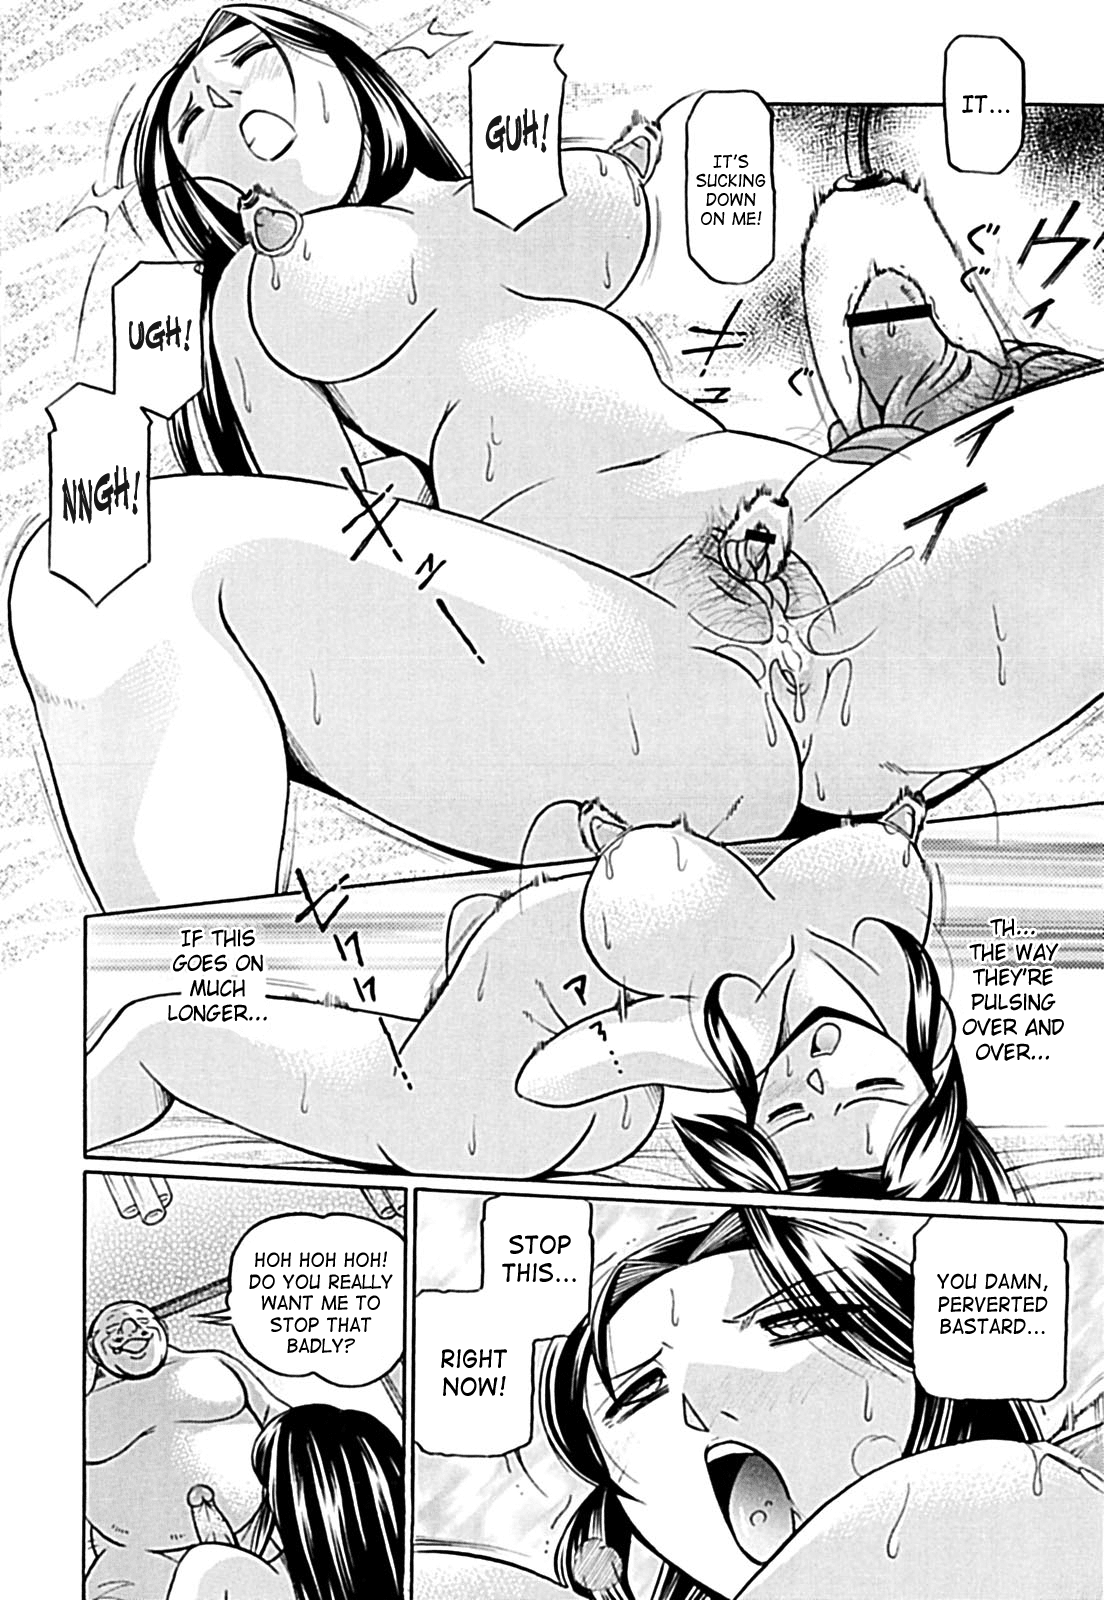 IT...
IT'S
SUCKING
DOWN
ON ME!
GUH!
UGH!
NNGH!
TH...
THE WAY
THEY'RE
PULSING
OVER AND
OVER...
IF THIS
GOES ON
MUCH
LONGER...
YOU DAMN,
PERVERTED
BASTARD...
STOP
THIS...
RIGHT
NOW!
HOH HOH HOH!
DO YOU REALLY
WANT ME TO
STOP THAT
BADLY?